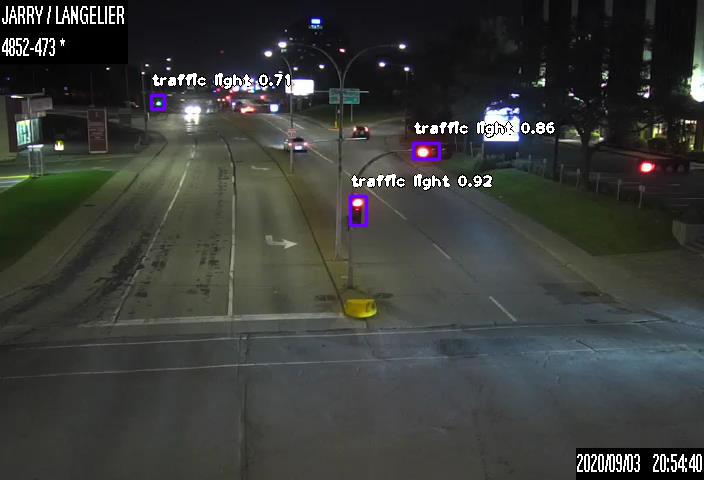 JARRY / LANGELIER
4852-473 *
traffic light 0.71
traffic light 0.86
traffic light 0.92
2020/09/03 20:54:40